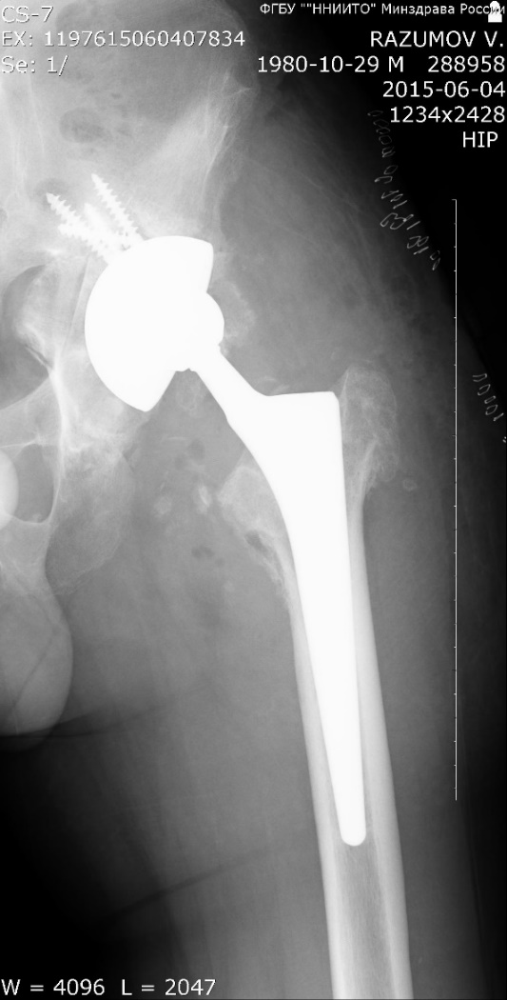 CS-7
EX: 1197615060407834
Se: 1/
ФГБУ ""ННИИТО" Минздрава России
RAZUMOV V.
1980-10-29 M 288958
2015-06-04
1234x2428
HIP
W = 4096 L = 2047